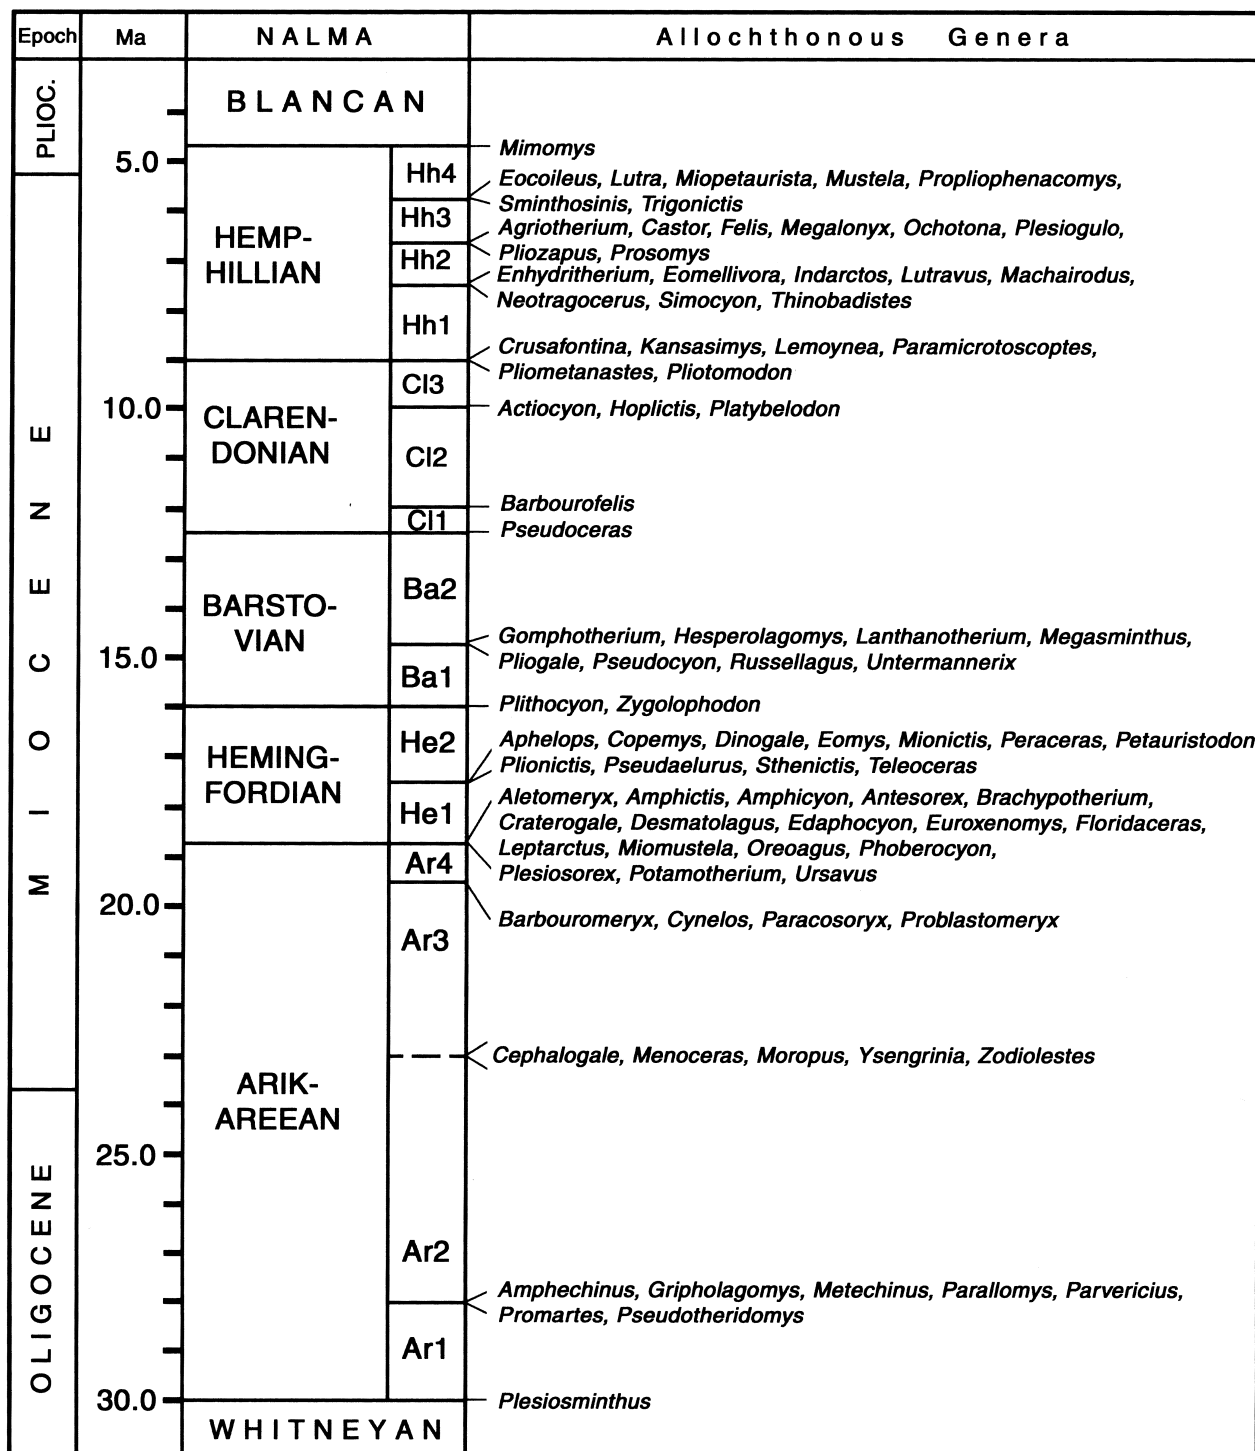 Epoch Ma NALMA Allochthonous Genera
PLIOC.
BLANCAN
Mimomys
5.0
Hh4
Eocoileus, Lutra, Miopetaurista, Mustela, Propliophenacomys,
Sminthosinis, Trigonictis
Hh3
Agriotherium, Castor, Felis, Megalonyx, Ochotona, Plesiogulo,
Pliozapus, Prosomys
HEMP-
HILLIAN
Hh2
Enhydritherium, Eomellivora, Indarctos, Lutravus, Machairodus,
Neotragocerus, Simocyon, Thinobadistes
Hh1
Crusafontina, Kansasimys, Lemoynea, Paramicrotoscoptes,
Pliometanastes, Pliotomodon
Cl3
10.0
Actiocyon, Hoplictis, Platybelodon
CLAREN-
DONIAN
Cl2
Barbourofelis
Cl1
Pseudoceras
MIOCENE
Ba2
BARSTO-
VIAN
Gomphotherium, Hesperolagomys, Lanthanotherium, Megasminthus,
Pliogale, Pseudocyon, Russellagus, Untermannerix
15.0
Ba1
Plithocyon, Zygolophodon
He2
HEMING-
FORDIAN
Aphelops, Copemys, Dinogale, Eomys, Mionictis, Peraceras, Petauristodon
Plionictis, Pseudaelurus, Sthenictis, Teleoceras
He1
Aletomeryx, Amphictis, Amphicyon, Antesorex, Brachypotherium,
Craterogale, Desmatolagus, Edaphocyon, Euroxenomys, Floridaceras,
Leptarctus, Miomustela, Oreoagus, Phoberocyon,
Plesiosorex, Potamotherium, Ursavus
Ar4
20.0
Barbouromeryx, Cynelos, Paracosoryx, Problastomeryx
Ar3
Cephalogale, Menoceras, Moropus, Ysengrinia, Zodiolestes
ARIK-
AREEAN
25.0
OLIGOCENE
Ar2
Amphechinus, Gripholagomys, Metechinus, Parallomys, Parvericius,
Promartes, Pseudotheridomys
Ar1
30.0
Plesiosminthus
WHITNEYAN